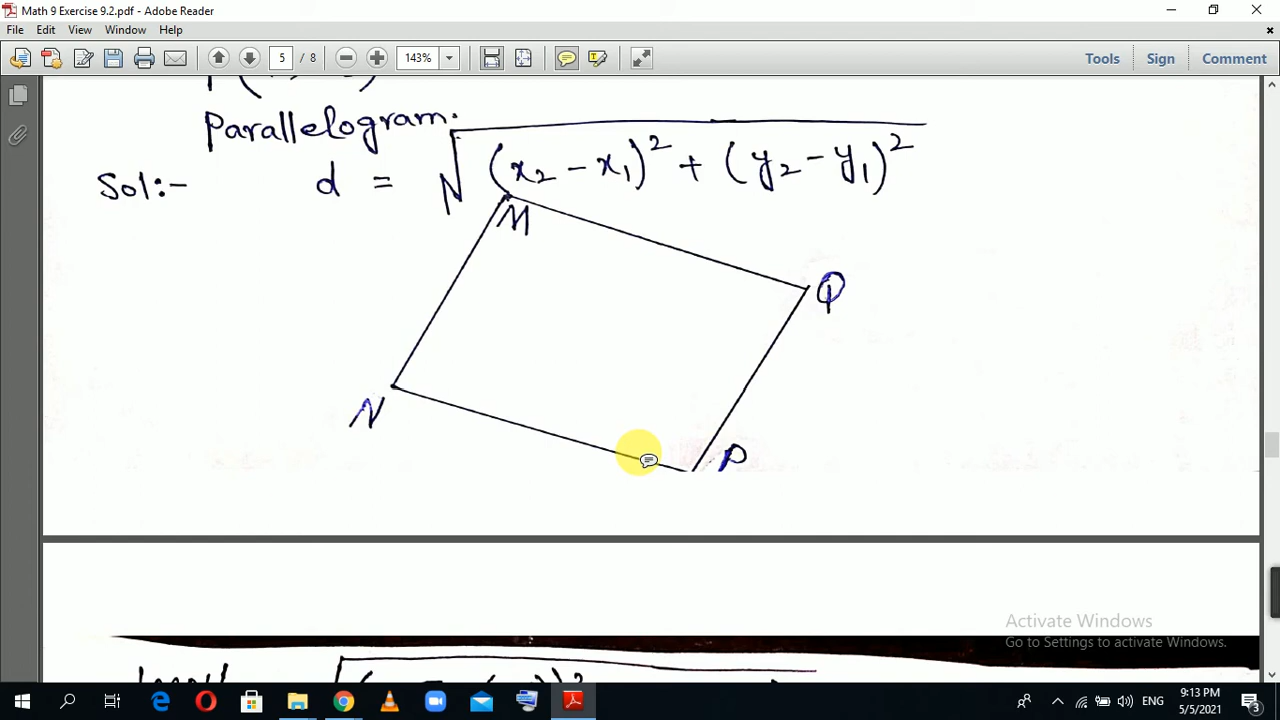 Math 9 Exercise 9.2.pdf - Adobe Reader
File Edit View Window Help
5 / 8 143% Tools Sign Comment
Parallelogram.
Sol:- d = √(x₂ - x₁)² + (y₂ - y₁)²
M
Q
N
P
Activate Windows
Go to Settings to activate Windows.
9:13 PM
ENG
5/5/2021
3